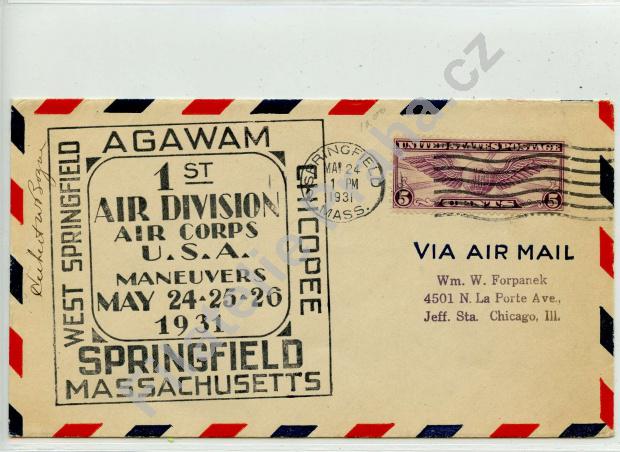 AGAWAM
WEST SPRINGFIELD
CHICOPEE
1ST
AIR DIVISION
AIR CORPS
U.S.A.
MANEUVERS
MAY 24-25-26
1931
SPRINGFIELD
MASSACHUSETTS
SPRINGFIELD
MAY 24
1 PM
1931
MASS.
UNITED STATES POSTAGE
5 CENTS 5
VIA AIR MAIL
Wm. W. Forpanek
4501 N. La Porte Ave.,
Jeff. Sta. Chicago, Ill.